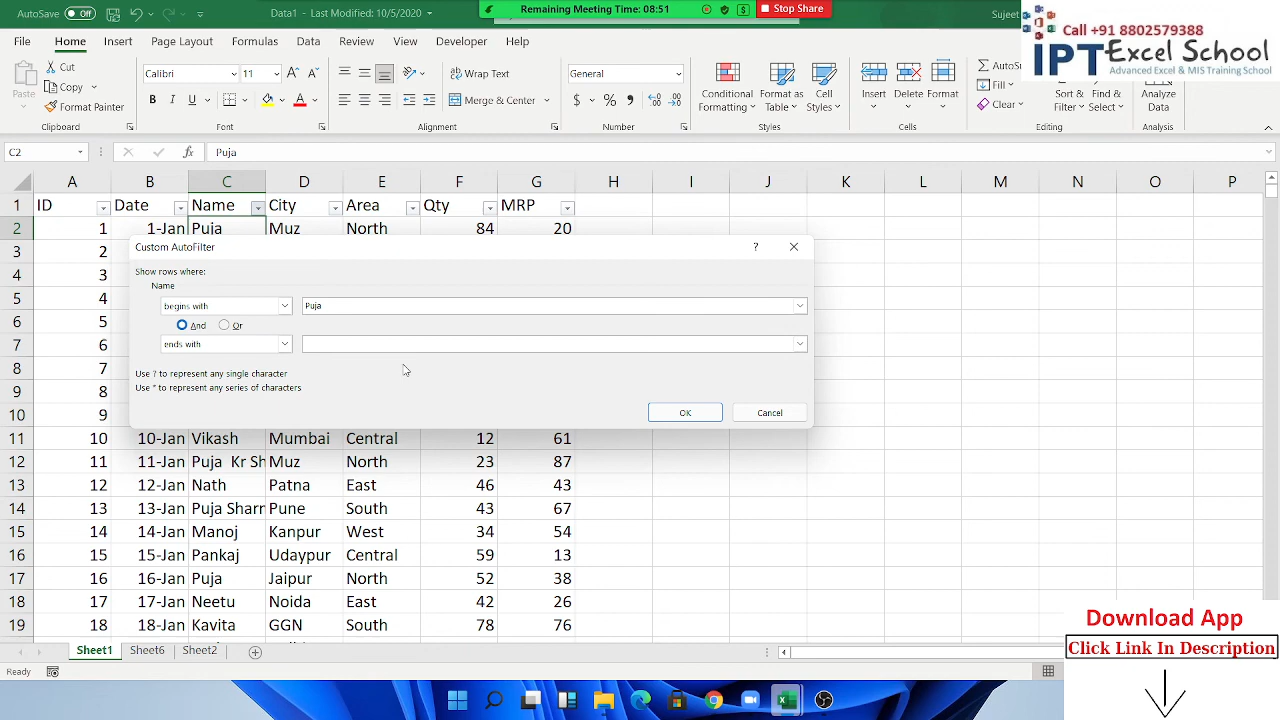 AutoSave Off Data1 - Last Modified: 10/5/2020 Remaining Meeting Time: 08:51 Stop Share Sujeet
Call +91 8802579388
IPT Excel School
Advanced Excel & MIS Training School
File Home Insert Page Layout Formulas Data Review View Developer Help
Paste Cut Copy Format Painter Clipboard
Calibri 11 B I U A Font
Wrap Text Merge & Center Alignment
General $ % , Number
Conditional Formatting Format As Table Cell Styles Styles
Insert Delete Format Cells
AutoSum Fill Clear Sort & Filter Find & Select Editing
Analyze Data Analysis
C2 fx Puja
A B C D E F G H I J K L M N O P
1 ID Date Name City Area Qty MRP
2 1 1-Jan Puja Muz North 84 20
3 2
4 3
5 4
6 5
7 6
8 7
9 8
10 9
Custom AutoFilter ?
Show rows where:
Name
begins with Puja
And Or
ends with
Use ? to represent any single character
Use * to represent any series of characters
OK Cancel
11 10 10-Jan Vikash Mumbai Central 12 61
12 11 11-Jan Puja Kr Sh Muz North 23 87
13 12 12-Jan Nath Patna East 46 43
14 13 13-Jan Puja Sharn Pune South 43 67
15 14 14-Jan Manoj Kanpur West 34 54
16 15 15-Jan Pankaj Udaypur Central 59 13
17 16 16-Jan Puja Jaipur North 52 38
18 17 17-Jan Neetu Noida East 42 26
19 18 18-Jan Kavita GGN South 78 76
Sheet1 Sheet6 Sheet2
Ready
Download App
Click Link In Description